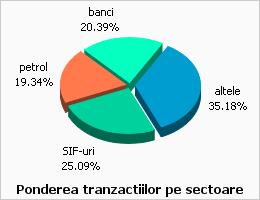 banci
20.39%
petrol
19.34%
altele
35.18%
SIF-uri
25.09%
Ponderea tranzactiilor pe sectoare